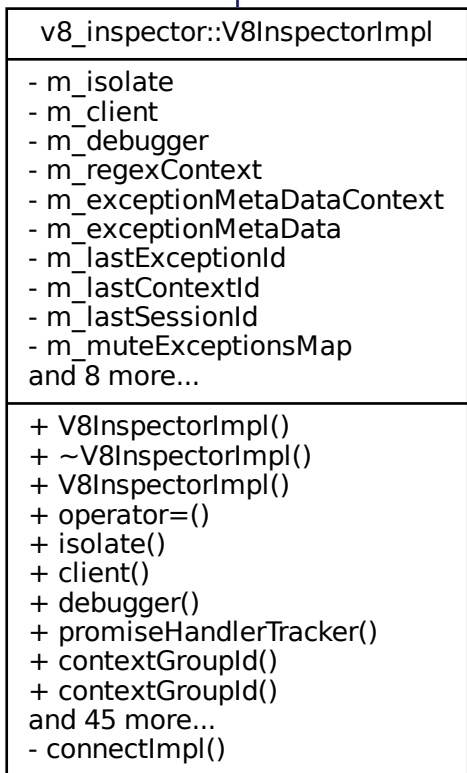 v8_inspector::V8InspectorImpl
- m_isolate
- m_client
- m_debugger
- m_regexContext
- m_exceptionMetaDataContext
- m_exceptionMetaData
- m_lastExceptionId
- m_lastContextId
- m_lastSessionId
- m_muteExceptionsMap
and 8 more...
+ V8InspectorImpl()
+ ~V8InspectorImpl()
+ V8InspectorImpl()
+ operator=()
+ isolate()
+ client()
+ debugger()
+ promiseHandlerTracker()
+ contextGroupId()
+ contextGroupId()
and 45 more...
- connectImpl()